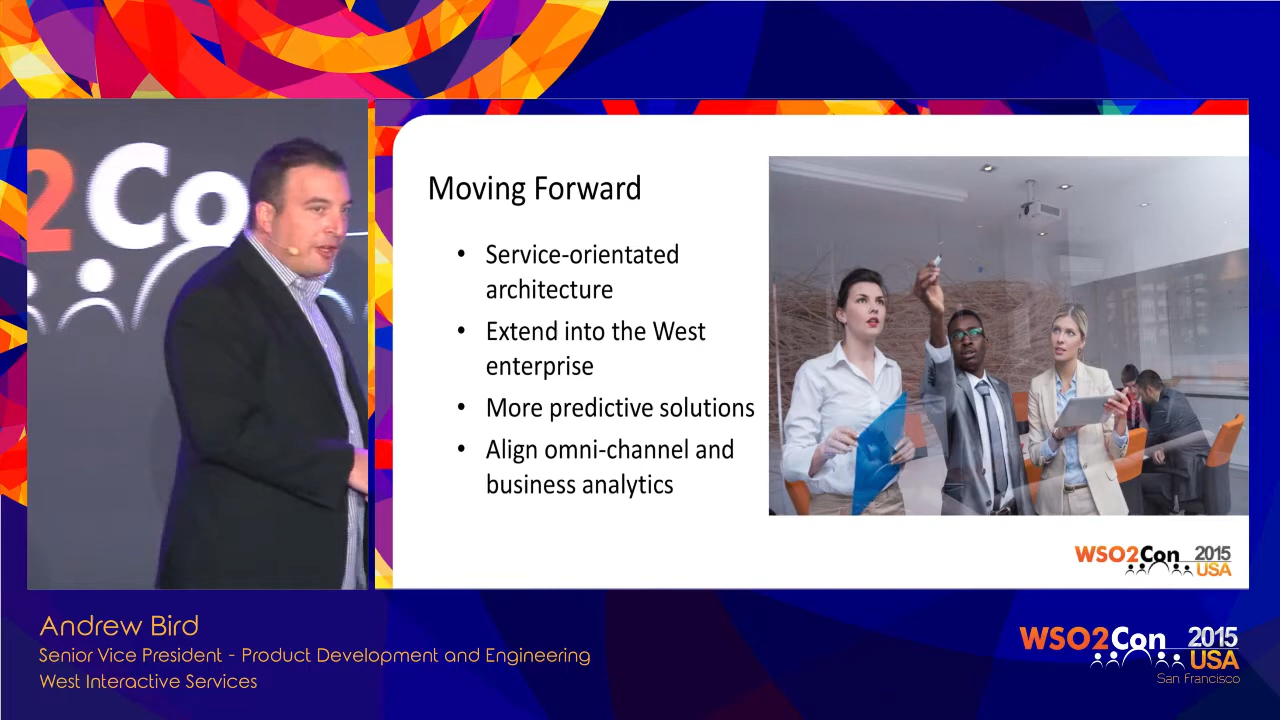 2Co
Moving Forward
• Service-orientated
architecture
• Extend into the West
enterprise
• More predictive solutions
• Align omni-channel and
business analytics
WSO2Con 2015
USA
Andrew Bird
Senior Vice President - Product Development and Engineering
West Interactive Services
WSO2Con 2015
USA
San Francisco